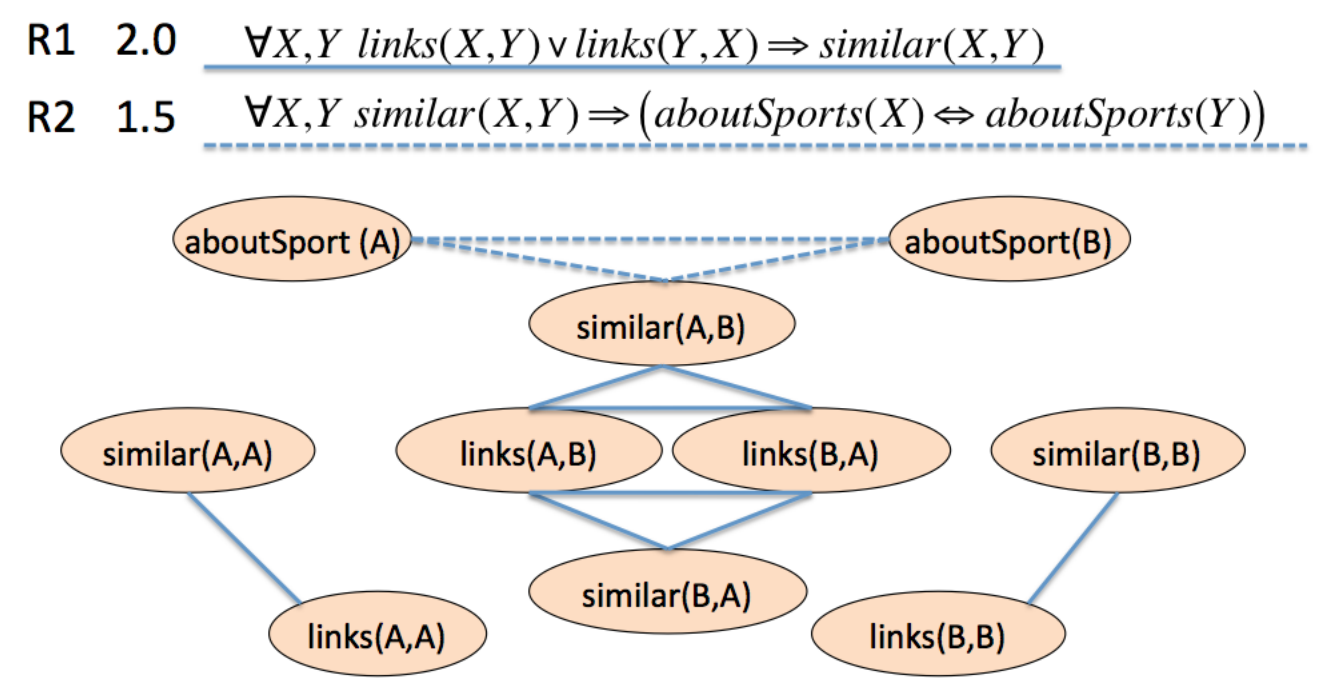 R1 2.0 ∀X,Y links(X,Y)∨links(Y,X)⇒similar(X,Y)
R2 1.5 ∀X,Y similar(X,Y)⇒(aboutSports(X)⇔aboutSports(Y))
aboutSport (A)
aboutSport(B)
similar(A,B)
similar(A,A)
links(A,B)
links(B,A)
similar(B,B)
similar(B,A)
links(A,A)
links(B,B)